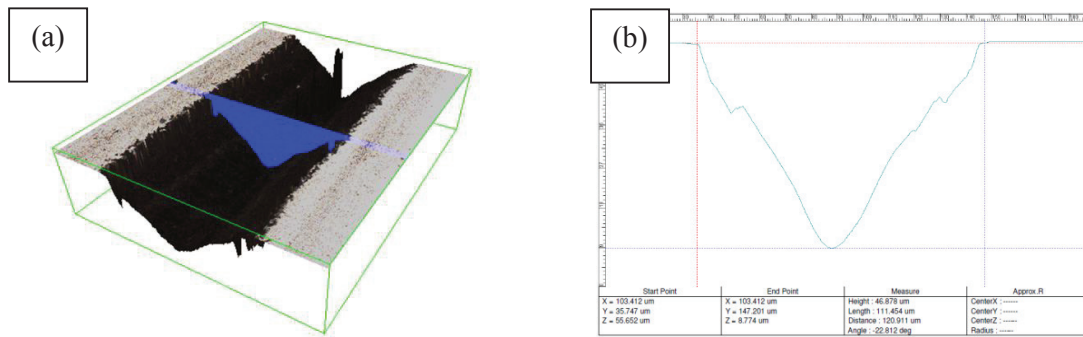 (a)
(b)
Start Point End Point Measure Approx.R
X = 103.412 um X = 103.412 um Height : 46.878 um CenterX : ------
Y = 35.747 um Y = 147.201 um Length : 111.454 um CenterY : ------
Z = 55.652 um Z = 8.774 um Distance : 120.911 um CenterZ : ------
Angle : -22.812 deg Radius : ------